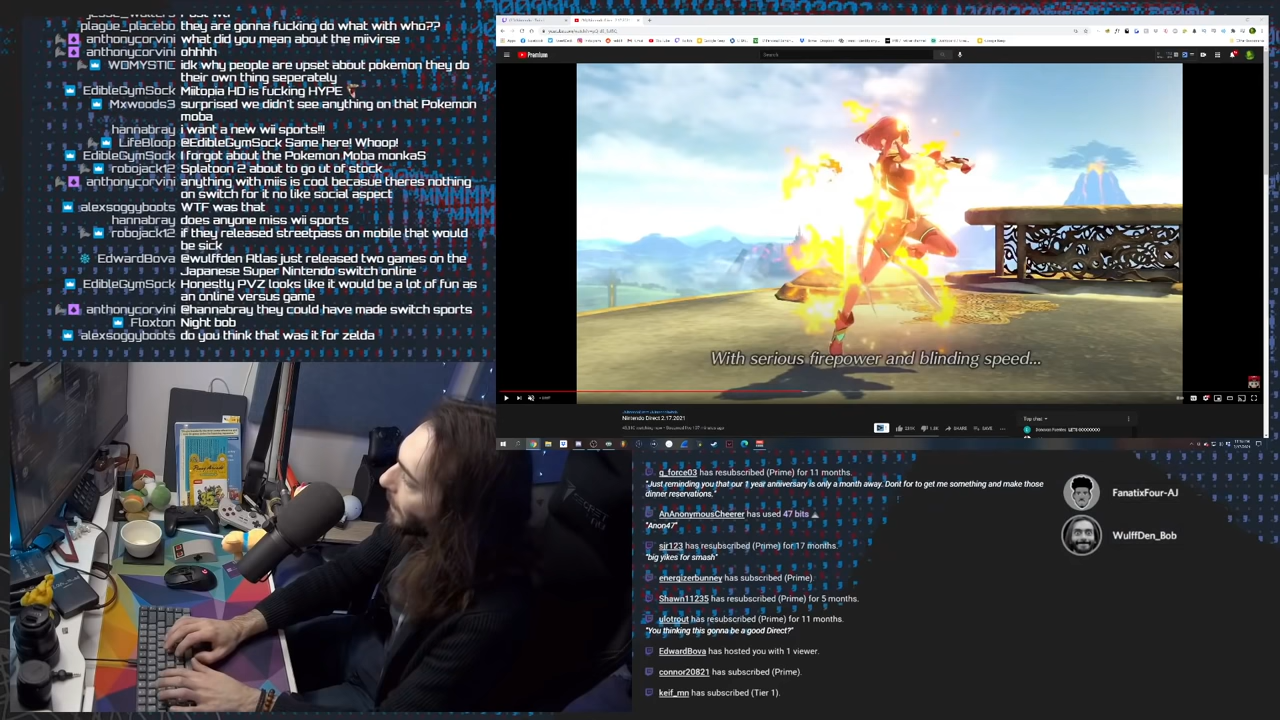 plague_placebo they are gonna fucking do what with who??
anthonycorvini what did you mean about the miivirse
anthonycorvini ohhh
WDMYSTIC idk why people are upset about pokemon they do
their own thing seperately
EdibleGymSock Miitopia HD is fucking HYPE
Mxwoods3 surprised we didn't see anything on that Pokemon
moba
hannabray i want a new wii sports!!!
LifeBloop @EdibleGymSock Same here! Whoop!
EdibleGymSock I forgot about the Pokemon Moba monkaS
robojack12 Splatoon 2 about to go out of stock
anthonycorvini anything with miis is cool becasue theres nothing
on switch for it no like social aspect
alexsoggyboots WTF was that
hannabray does anyone miss wii sports
robojack12 if they released streetpass on mobile that would
be sick
EdwardBova @wulffden Atlas just released two games on the
Japanese Super Nintendo switch online
EdibleGymSock Honestly PVZ looks like it would be a lot of fun as
an online versus game
anthonycorvini @hannabray they could have made switch sports
Floxton Night bob
alexsoggyboots do you think that was it for zelda
Premium
Search
With serious firepower and blinding speed...
Nintendo Direct 2.17.2021
SHARE
SAVE
Top chat
g_force03 has resubscribed (Prime) for 11 months.
"Just reminding you that our 1 year anniversary is only a month away. Dont for to get me something and make those
dinner reservations."
AnAnonymousCheerer has used 47 bits
"Anon47"
sir123 has resubscribed (Prime) for 17 months.
"big yikes for smash"
energizerbunney has subscribed (Prime).
Shawn11235 has resubscribed (Prime) for 5 months.
ulotrout has resubscribed (Prime) for 11 months.
"You thinking this gonna be a good Direct?"
EdwardBova has hosted you with 1 viewer.
connor20821 has subscribed (Prime).
keif_mn has subscribed (Tier 1).
FanatixFour-AJ
WulffDen_Bob